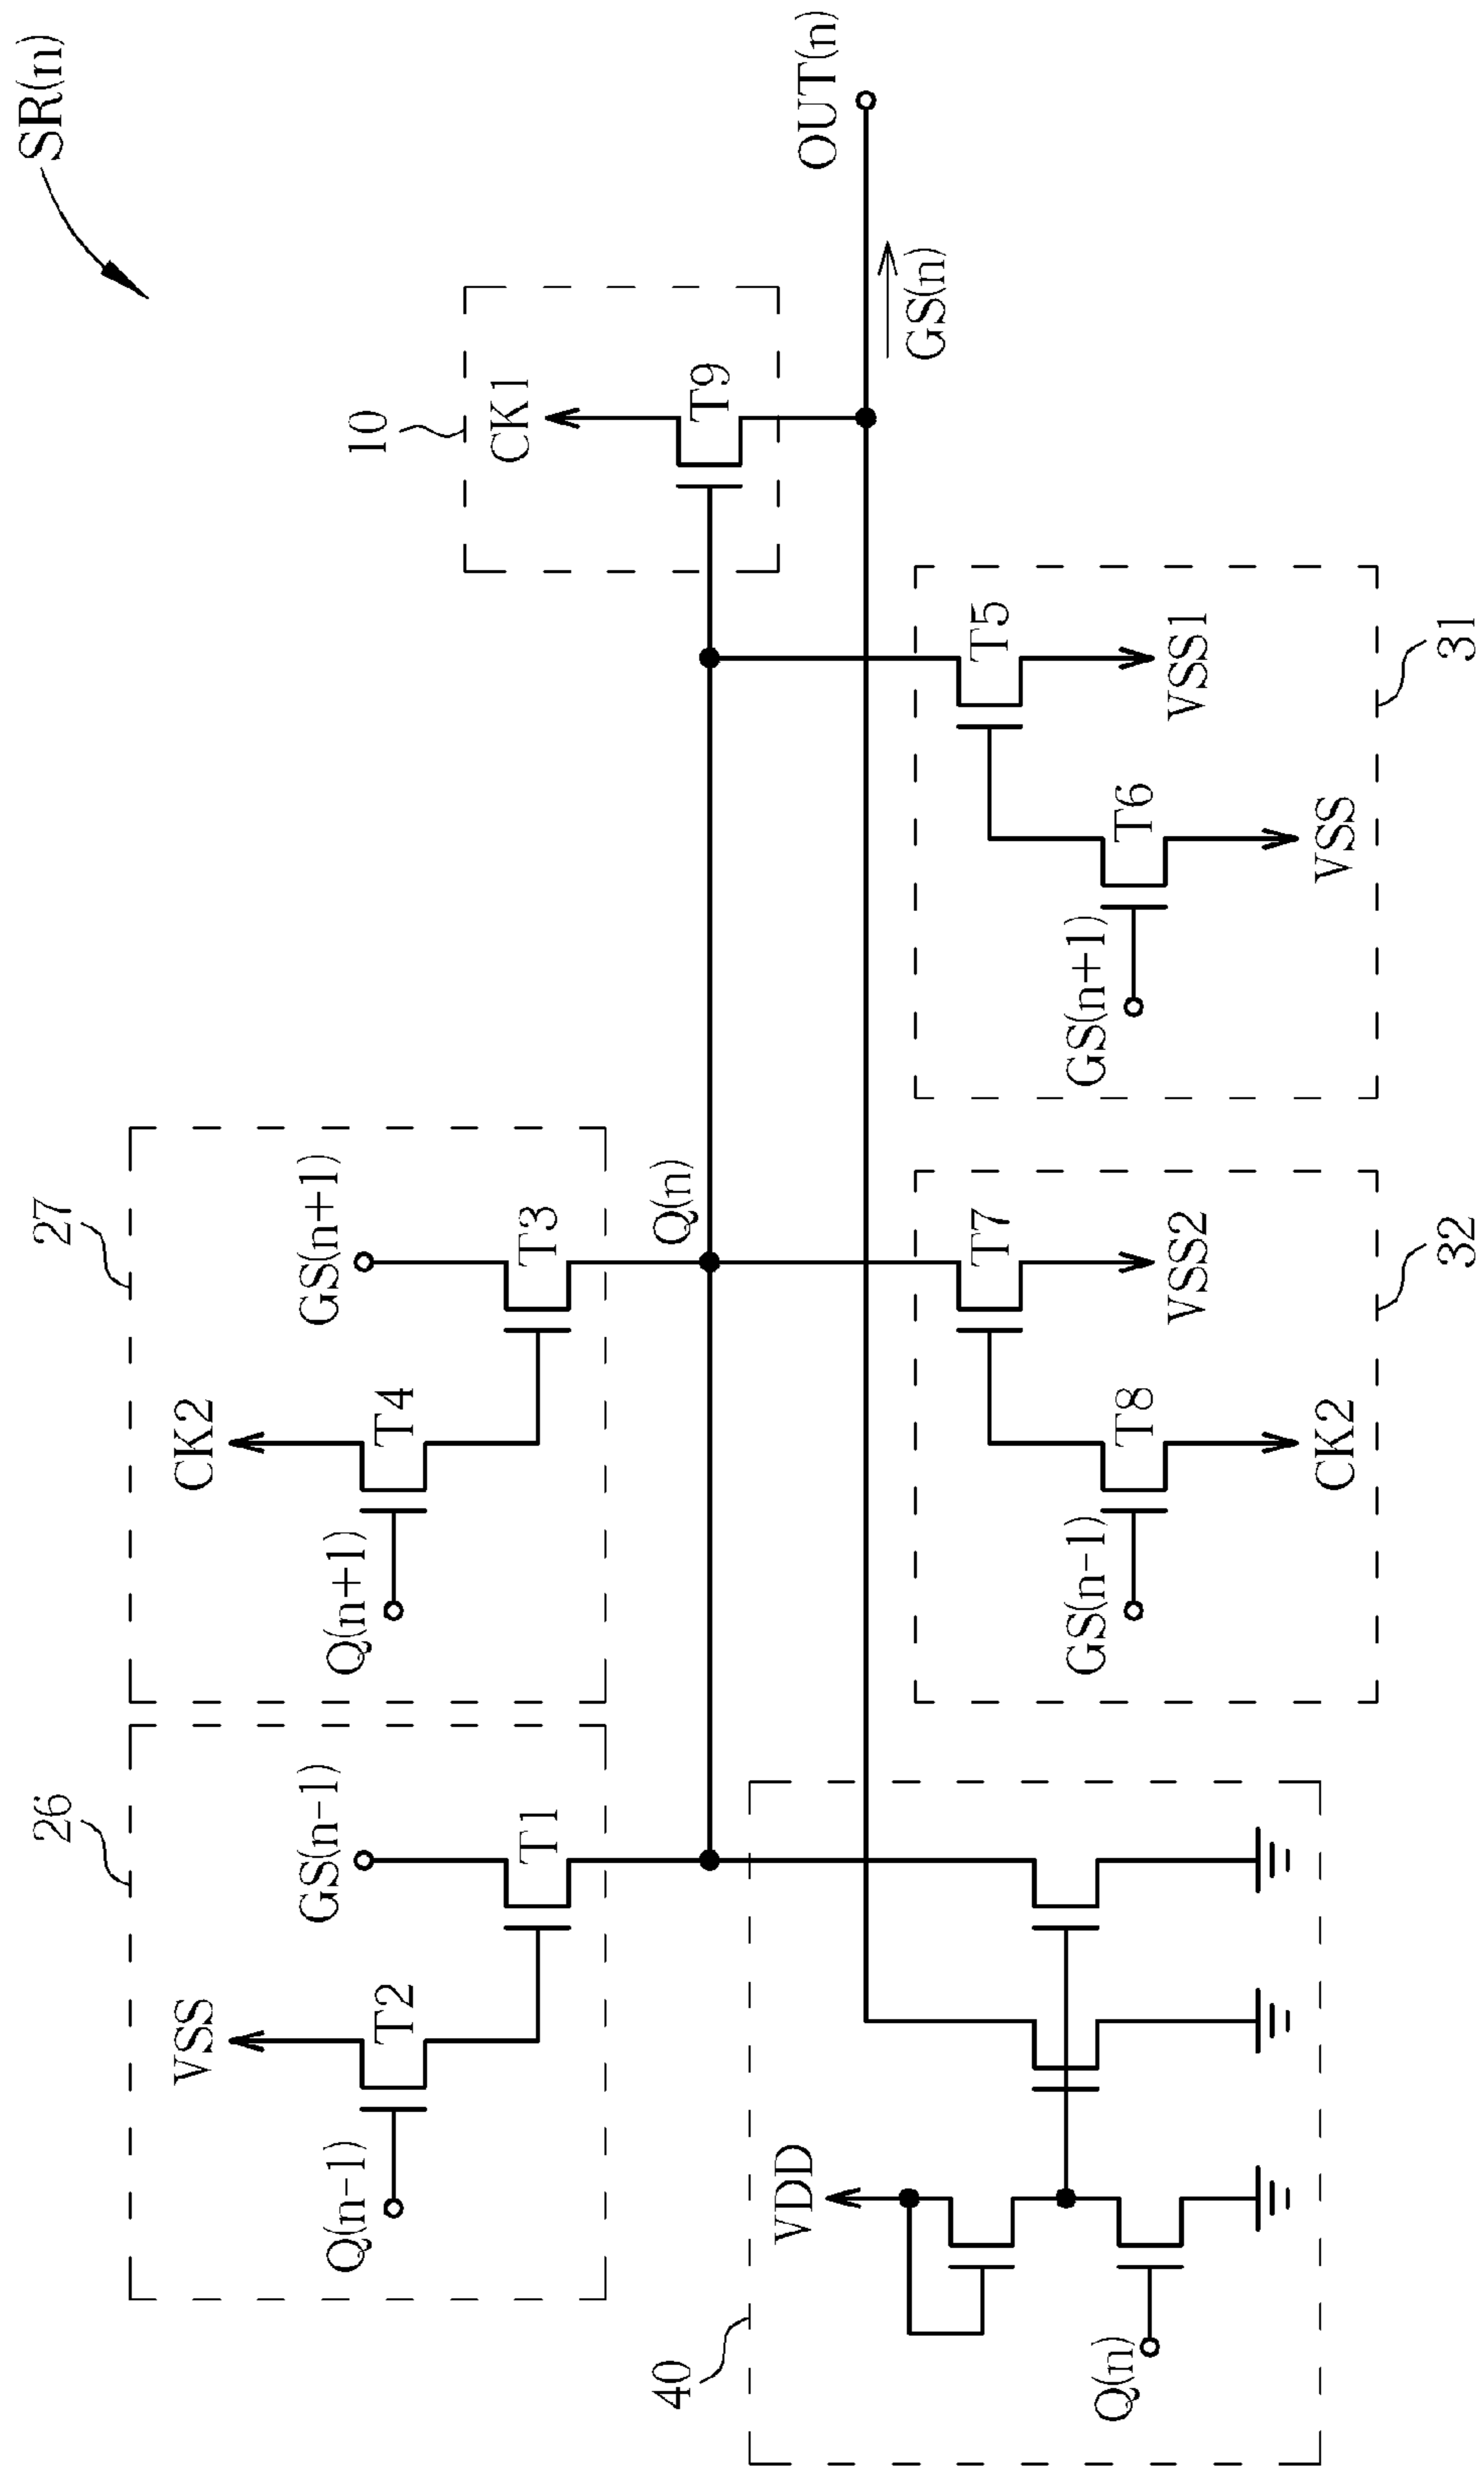 SR(n)
26
27
VSS
CK2
10
GS(n-1)
GS(n+1)
Q(n-1)
T2
Q(n+1)
T4
CK1
T1
T3
T9
Q(n)
40
VDD
OUT(n)
GS(n)
T7
T5
GS(n-1)
T8
VSS2
GS(n+1)
T6
VSS1
Q(n)
CK2
VSS
32
31